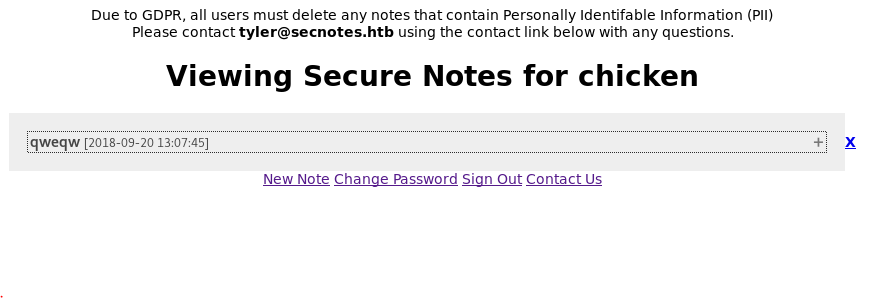 Due to GDPR, all users must delete any notes that contain Personally Identifable Information (PII)
Please contact tyler@secnotes.htb using the contact link below with any questions.
Viewing Secure Notes for chicken
qweqw [2018-09-20 13:07:45] +
X
New Note Change Password Sign Out Contact Us